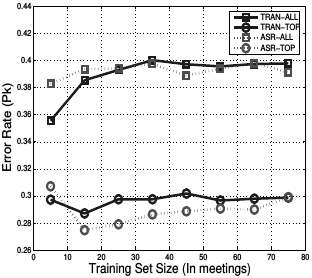 0.44
0.42
0.4
0.38
0.36
0.34
0.32
0.3
0.28
0.26
Error Rate (Pk)
TRAN-ALL
TRAN-TOP
ASR-ALL
ASR-TOP
0 10 20 30 40 50 60 70 80
Training Set Size (In meetings)